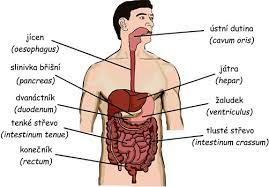 jícen
(oesophagus)
slinivka břišní
(pancreas)
dvanáctník
(duodenum)
tenké střevo
(intestinum tenue)
konečník
(rectum)
ústní dutina
(cavum oris)
játra
(hepar)
žaludek
(ventriculus)
tlusté střevo
(intestinum crassum)